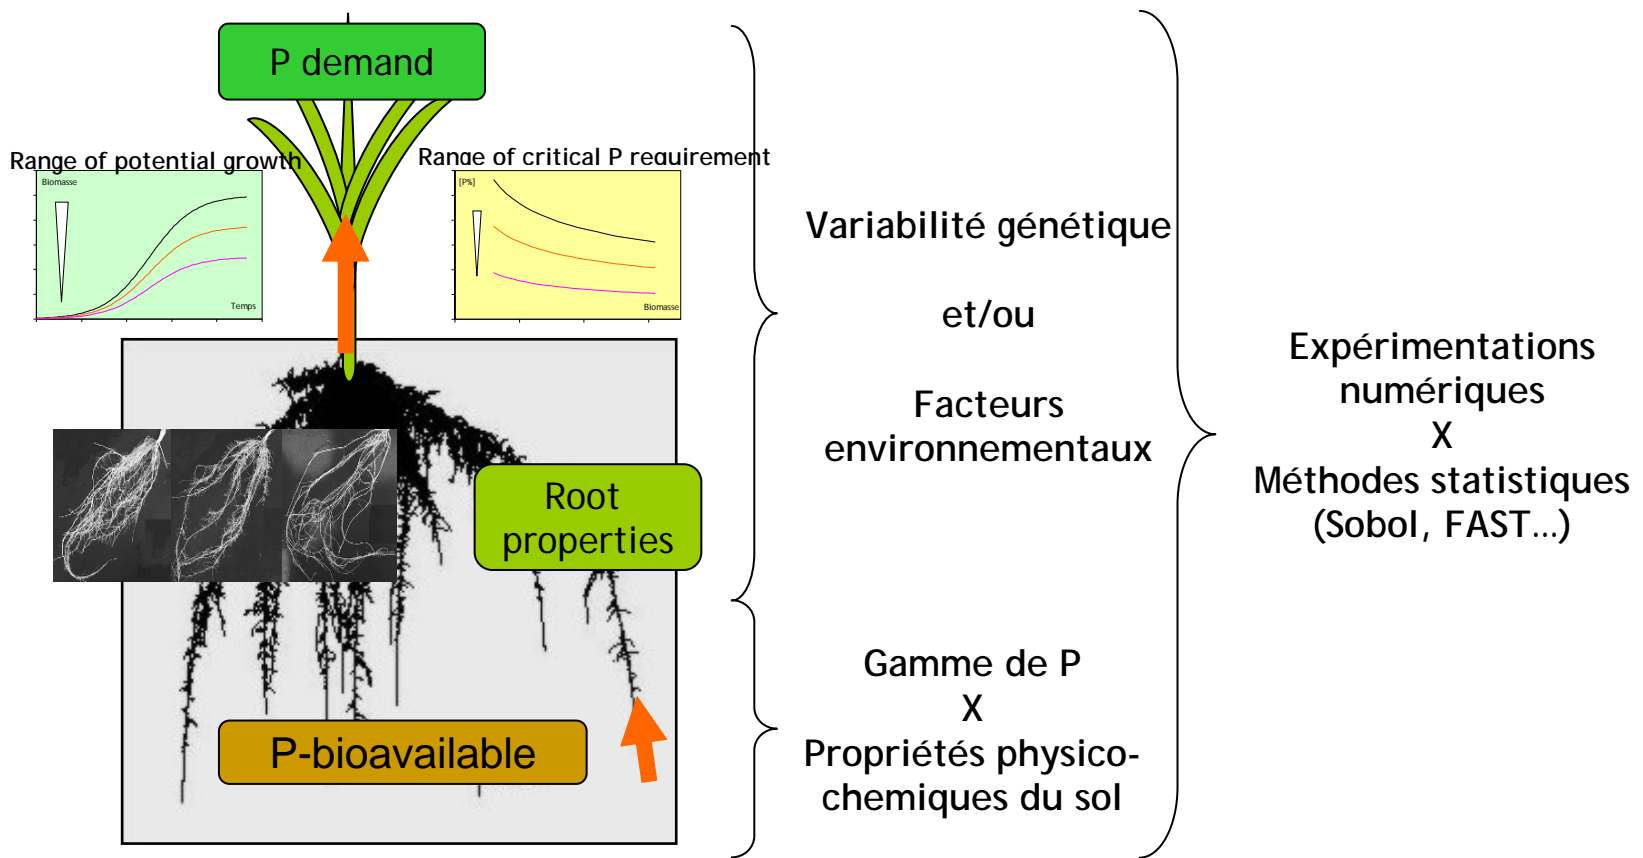 P demand
Range of potential growth
Range of critical P requirement
Biomasse
Temps
[P%]
Biomasse
Root
properties
P-bioavailable
Variabilité génétique
et/ou
Facteurs
environnementaux
Gamme de P
X
Propriétés physico-
chemiques du sol
Expérimentations
numériques
X
Méthodes statistiques
(Sobol, FAST...)